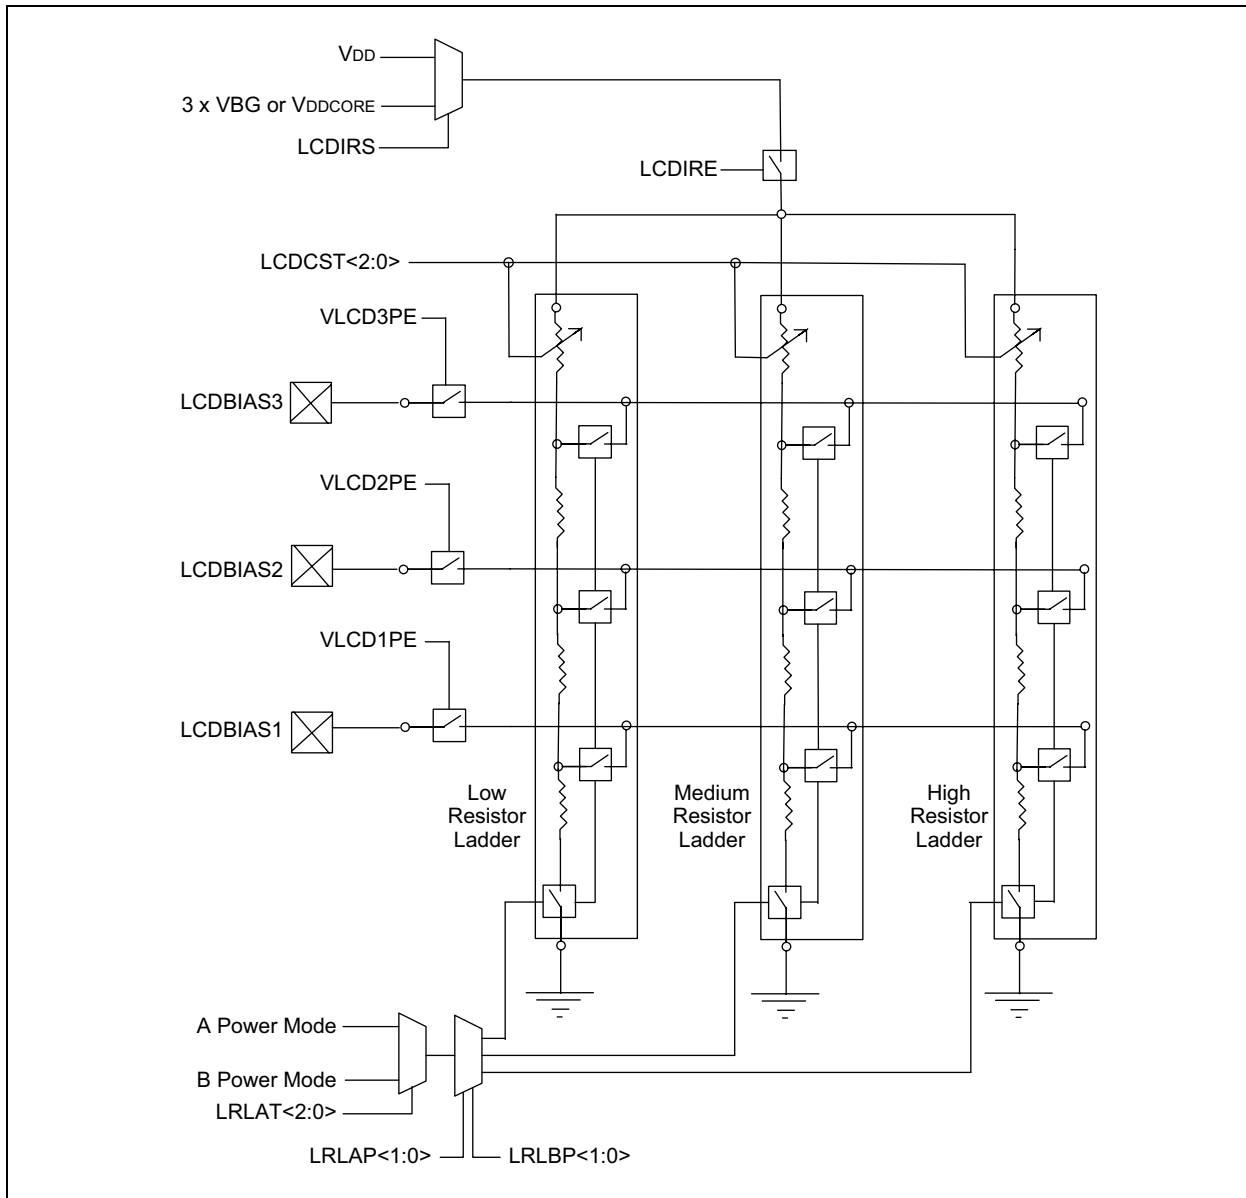 VDD
3 x VBG or VDDCORE
LCDIRS
LCDIRE
LCDCST<2:0>
VLCD3PE
LCDBIAS3
VLCD2PE
LCDBIAS2
VLCD1PE
LCDBIAS1
Low
Resistor
Ladder
Medium
Resistor
Ladder
High
Resistor
Ladder
A Power Mode
B Power Mode
LRLAT<2:0>
LRLAP<1:0>
LRLBP<1:0>